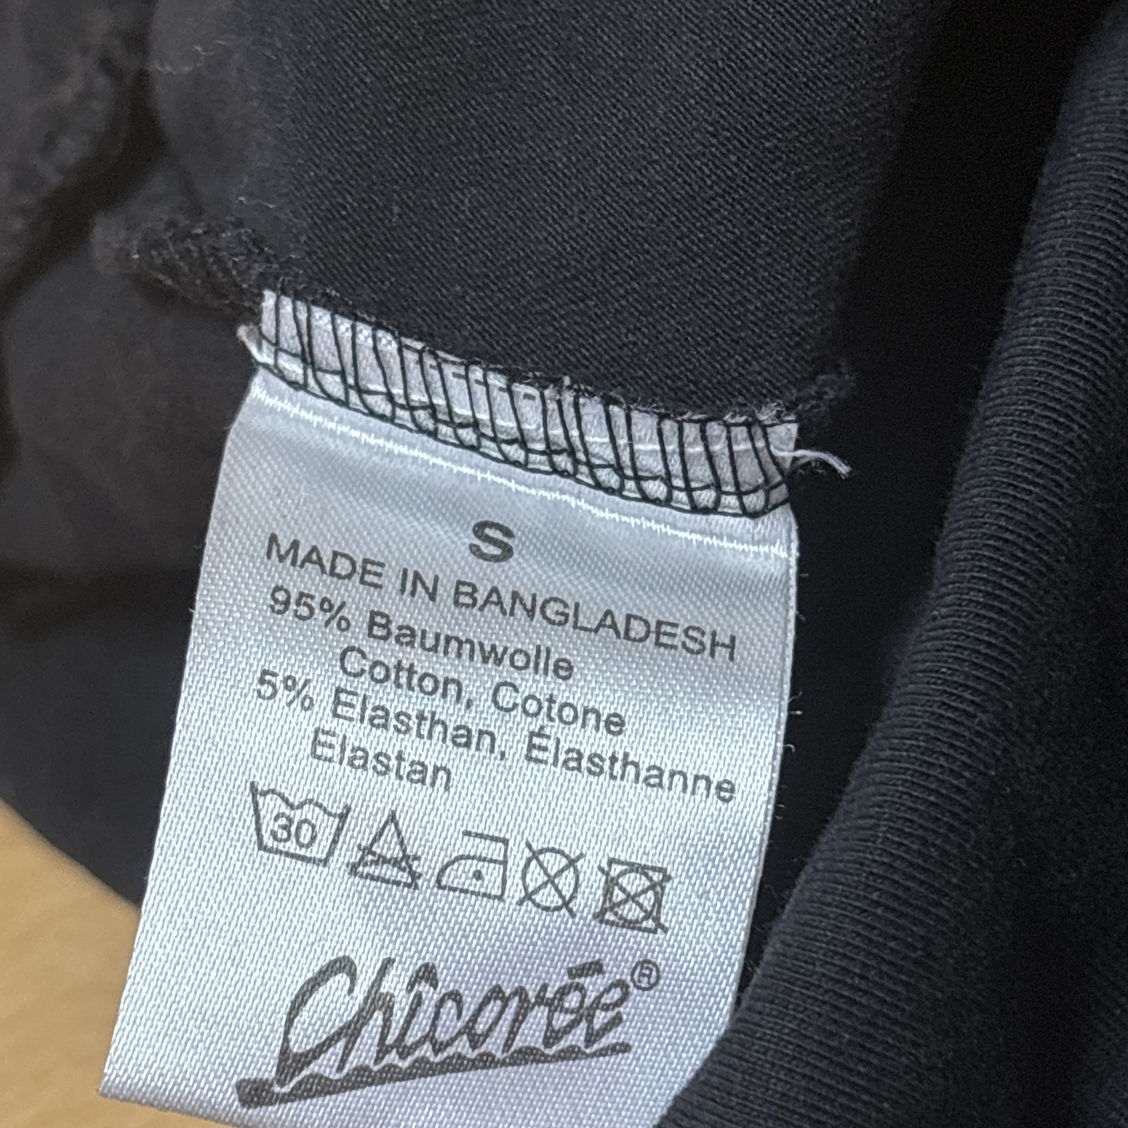 S
MADE IN BANGLADESH
95% Baumwolle
Cotton, Cotone
5% Elasthan, Élasthanne
Elastan
30
Chicorée®